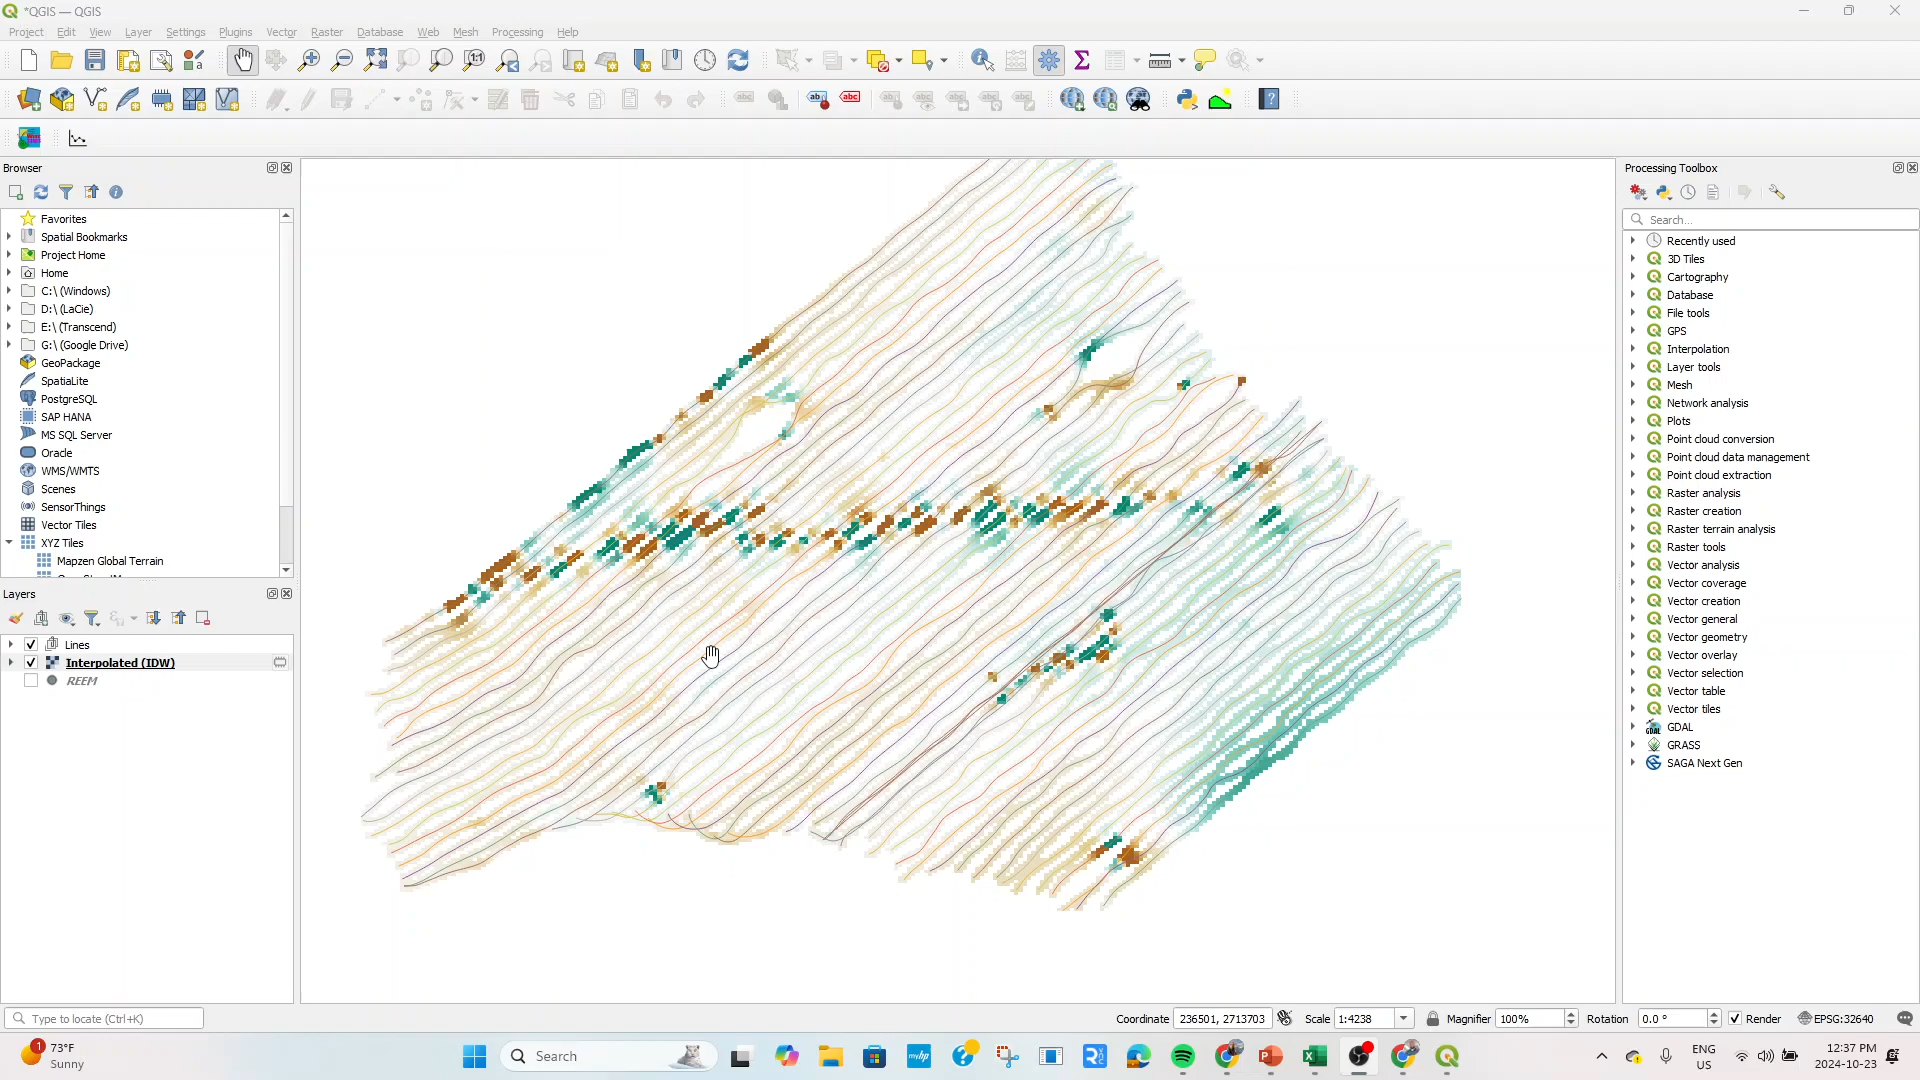 *QGIS — QGIS
Project Edit View Layer Settings Plugins Vector Raster Database Web Mesh Processing Help
Browser
Favorites
Spatial Bookmarks
Project Home
Home
C:\ (Windows)
D:\ (LaCie)
E:\ (Transcend)
G:\ (Google Drive)
GeoPackage
SpatiaLite
PostgreSQL
SAP HANA
MS SQL Server
Oracle
WMS/WMTS
Scenes
SensorThings
Vector Tiles
XYZ Tiles
Mapzen Global Terrain
Layers
Lines
Interpolated (IDW)
REEM
Processing Toolbox
Search...
Recently used
3D Tiles
Cartography
Database
File tools
GPS
Interpolation
Layer tools
Mesh
Network analysis
Plots
Point cloud conversion
Point cloud data management
Point cloud extraction
Raster analysis
Raster creation
Raster terrain analysis
Raster tools
Vector analysis
Vector coverage
Vector creation
Vector general
Vector geometry
Vector overlay
Vector selection
Vector table
Vector tiles
GDAL
GRASS
SAGA Next Gen
Type to locate (Ctrl+K)
Coordinate 236501, 2713703 Scale 1:4238 Magnifier 100% Rotation 0.0 ° Render EPSG:32640
1
73°F
Sunny
Search
ENG
US
12:37 PM
2024-10-23